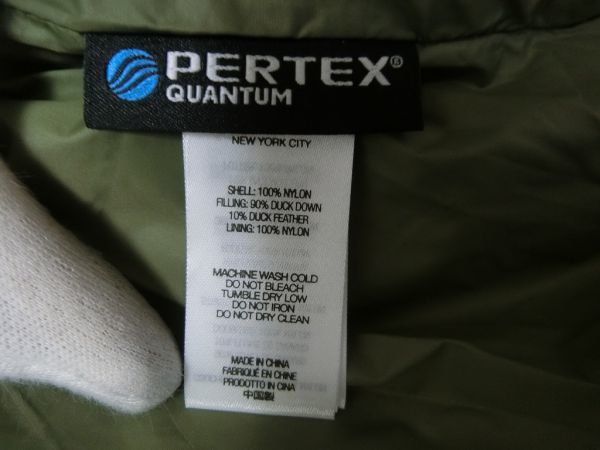 PERTEX®
QUANTUM
NEW YORK CITY
SHELL: 100% NYLON
FILLING: 90% DUCK DOWN
10% DUCK FEATHER
LINING: 100% NYLON
MACHINE WASH COLD
DO NOT BLEACH
TUMBLE DRY LOW
DO NOT IRON
DO NOT DRY CLEAN
MADE IN CHINA
FABRIQUÉ EN CHINE
PRODOTTO IN CINA
中国製